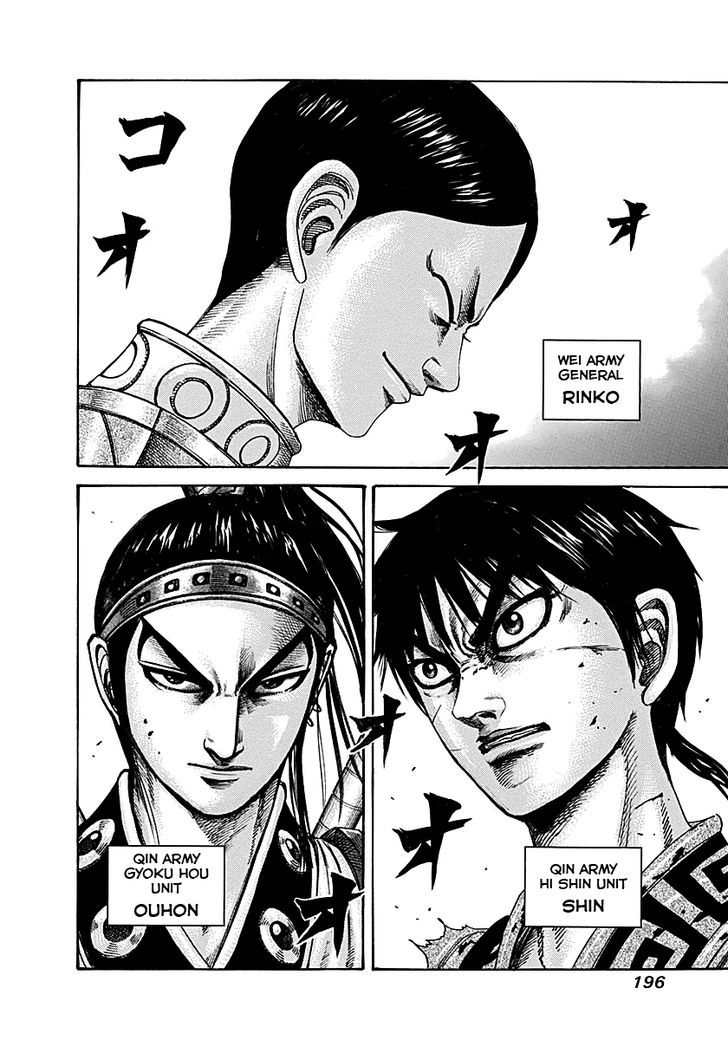 コ
オ
オ
WEI ARMY
GENERAL
RINKO
オ
オ
オ
オ
QIN ARMY
HI SHIN UNIT
SHIN
QIN ARMY
GYOKU HOU
UNIT
OUHON
196